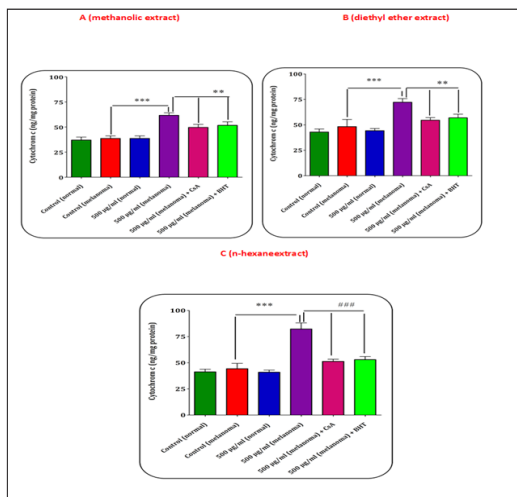 A (methanolic extract)
***
**
Cytochrom c (ng/mg protein)
100
75
50
25
0
Control (normal)
Control (melanoma)
500 µg/ml (normal)
500 µg/ml (melanoma)
500 µg/ml (melanoma) + CsA
500 µg/ml (melanoma) + BHT
B (diethyl ether extract)
***
**
Cytochrom c (ng/mg protein)
100
75
50
25
0
Control (normal)
Control (melanoma)
500 µg/ml (normal)
500 µg/ml (melanoma)
500 µg/ml (melanoma) + CsA
500 µg/ml (melanoma) + BHT
C (n-hexaneextract)
***
###
Cytochrom c (ng/mg protein)
100
75
50
25
0
Control (normal)
Control (melanoma)
500 µg/ml (normal)
500 µg/ml (melanoma)
500 µg/ml (melanoma) + CsA
500 µg/ml (melanoma) + BHT